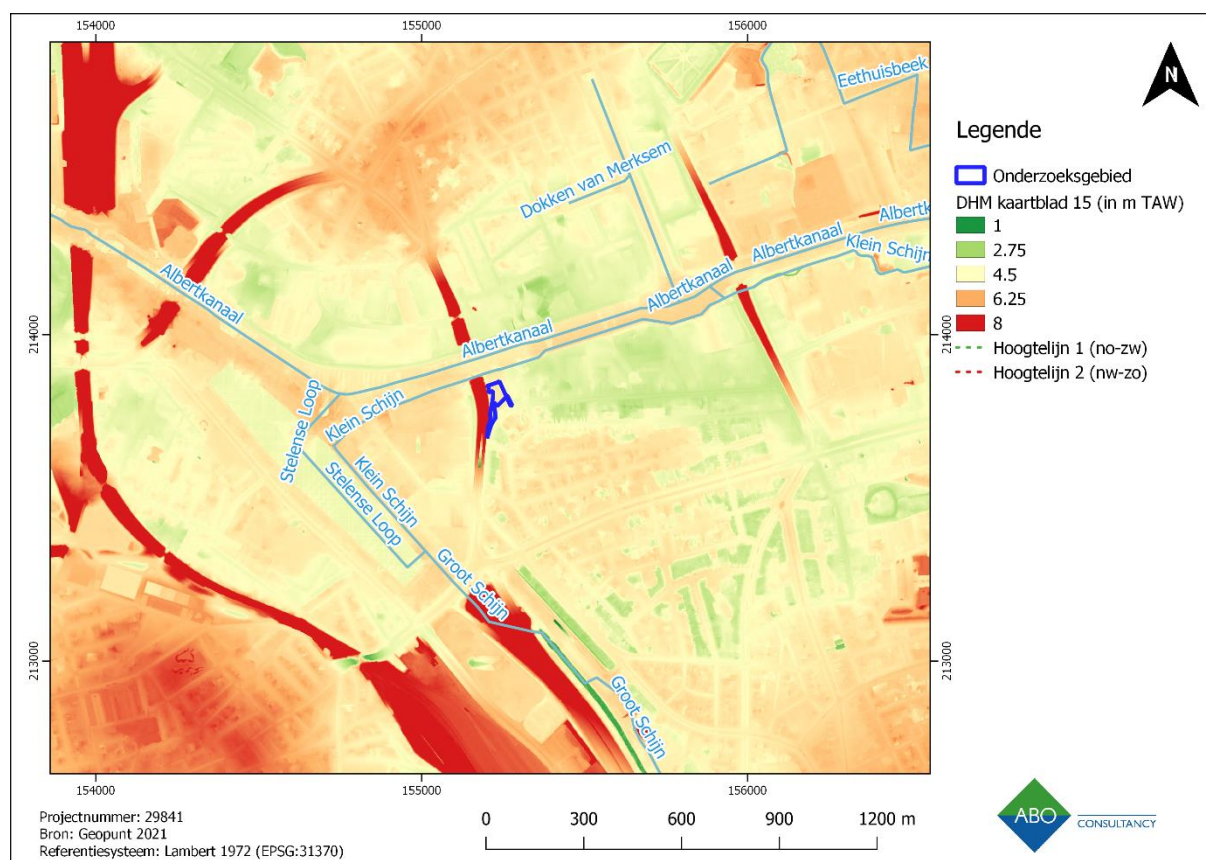 154000
155000
156000
N
Eethuisbeek
Dokken van Merksem
Albertk
Albertkanaal
Klein Schijn
Albertkanaal
Albertkanaal
Albertkanaal
214000
214000
Stelense Loop
Klein Schijn
Klein Schijn
Stelense Loop
Groot Schijn
213000
213000
Groot Schijn
154000
155000
156000
Legende
Onderzoeksgebied
DHM kaartblad 15 (in m TAW)
1
2.75
4.5
6.25
8
Hoogtelijn 1 (no-zw)
Hoogtelijn 2 (nw-zo)
Projectnummer: 29841
Bron: Geopunt 2021
Referentiesysteem: Lambert 1972 (EPSG:31370)
0 300 600 900 1200 m
ABO
CONSULTANCY